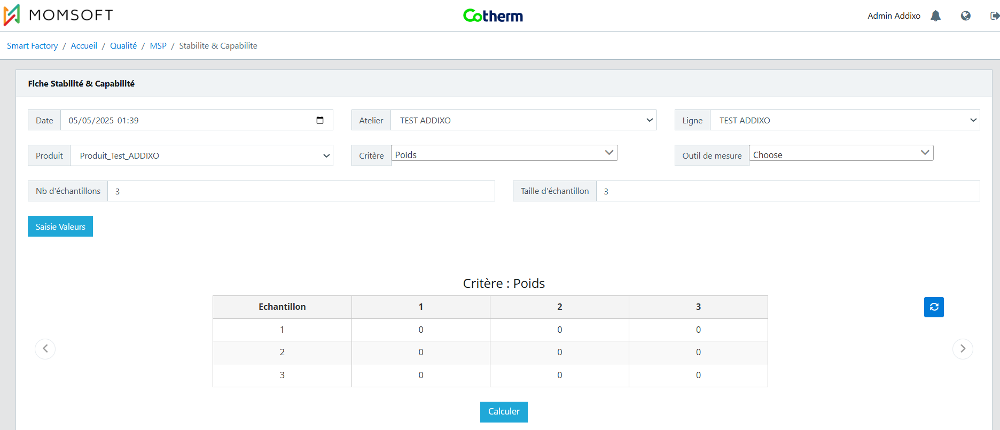 MOMSOFT Cotherm Admin Addixo
Smart Factory / Accueil / Qualité / MSP / Stabilite & Capabilite
Fiche Stabilité & Capabilité
Date 05/05/2025 01:39 Atelier TEST ADDIXO Ligne TEST ADDIXO
Produit Produit_Test_ADDIXO Critère Poids Outil de mesure Choose
Nb d'échantillons 3 Taille d'échantillon 3
Saisie Valeurs
Critère : Poids
Echantillon 1 2 3
1 0 0 0
2 0 0 0
3 0 0 0
Calculer